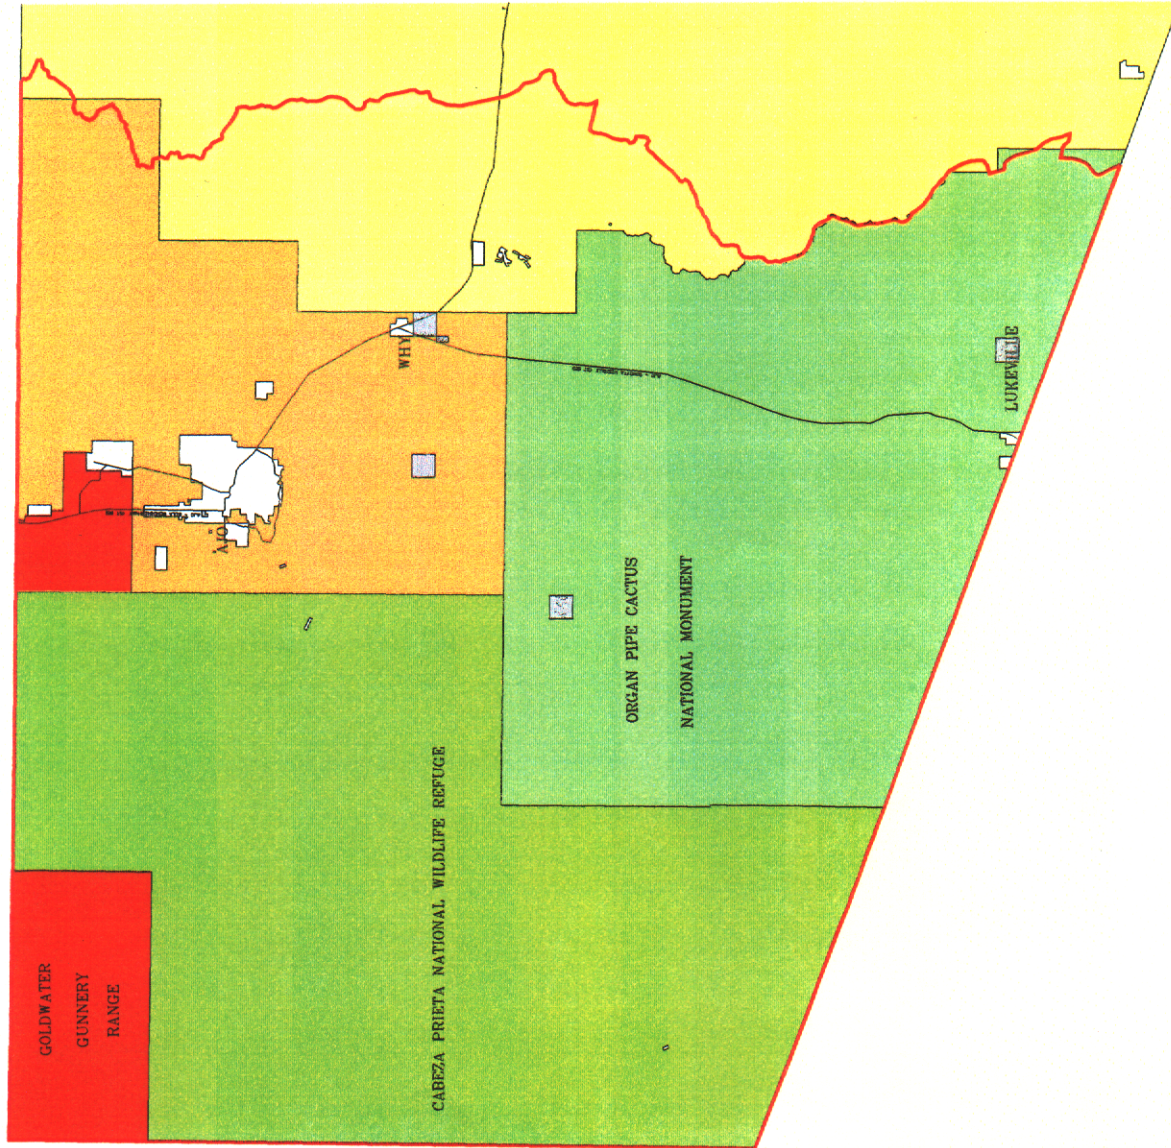 GOLDWATER
GUNNERY
RANGE
CABEZA PRIETA NATIONAL WILDLIFE REFUGE
ORGAN PIPE CACTUS
NATIONAL MONUMENT
"AJO"
WHY
LUKEVILLE